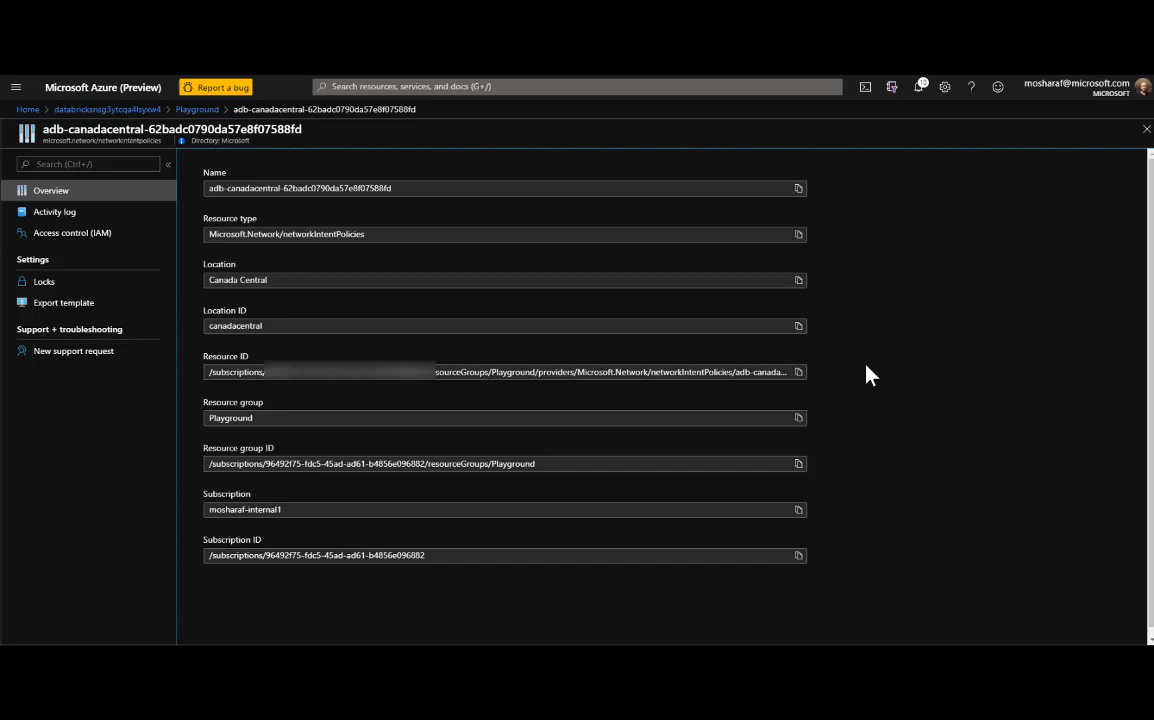 Microsoft Azure (Preview)
Report a bug
Search resources, services, and docs (G+/)
10
mosharaf@microsoft.com
MICROSOFT
Home > databricksnsg3ytcqa4lsyxw4 > Playground > adb-canadacentral-62badc0790da57e8f07588fd
adb-canadacentral-62badc0790da57e8f07588fd
microsoft.network/networkintentpolicies
Directory: Microsoft
Search (Ctrl+/)
Overview
Activity log
Access control (IAM)
Settings
Locks
Export template
Support + troubleshooting
New support request
Name
adb-canadacentral-62badc0790da57e8f07588fd
Resource type
Microsoft.Network/networkIntentPolicies
Location
Canada Central
Location ID
canadacentral
Resource ID
/subscriptions/ sourceGroups/Playground/providers/Microsoft.Network/networkIntentPolicies/adb-canada...
Resource group
Playground
Resource group ID
/subscriptions/96492f75-fdc5-45ad-ad61-b4856e096882/resourceGroups/Playground
Subscription
mosharaf-internal1
Subscription ID
/subscriptions/96492f75-fdc5-45ad-ad61-b4856e096882